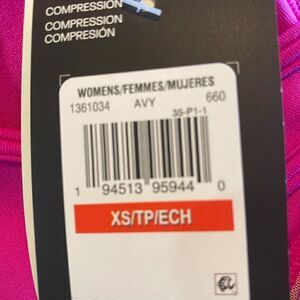 COMPRESSION
COMPRESSION
COMPRESIÓN
WOMENS/FEMMES/MUJERES
1361034 AVY 660
35-P1-1
1 94513 95944 0
XS/TP/ECH